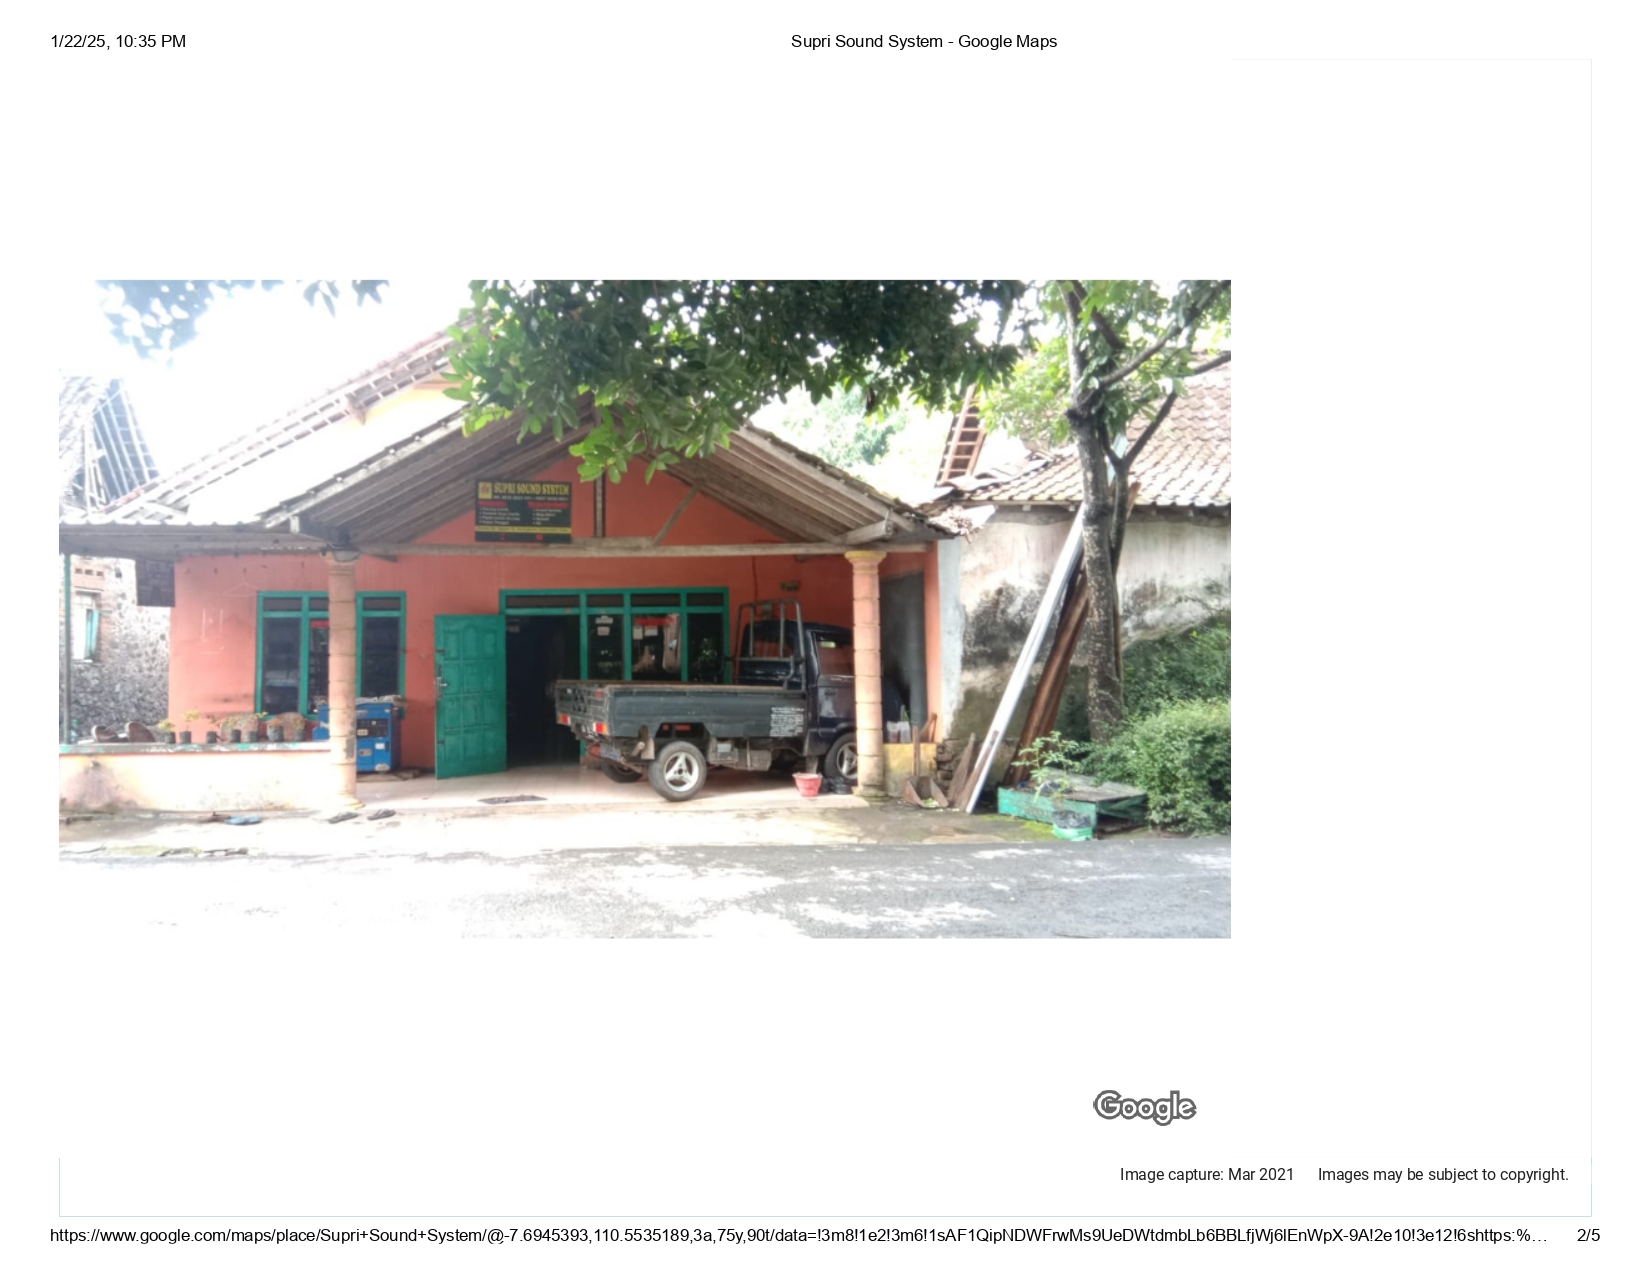 1/22/25, 10:35 PM
Supri Sound System - Google Maps
SUPRI SOUND SYSTEM
Google
Image capture: Mar 2021 Images may be subject to copyright.
https://www.google.com/maps/place/Supri+Sound+System/@-7.6945393,110.5535189,3a,75y,90t/data=!3m8!1e2!3m6!1sAF1QipNDWFrwMs9UeDWtdmbLb6BBLfjWj6lEnWpX-9A!2e10!3e12!6shttps:%…
2/5